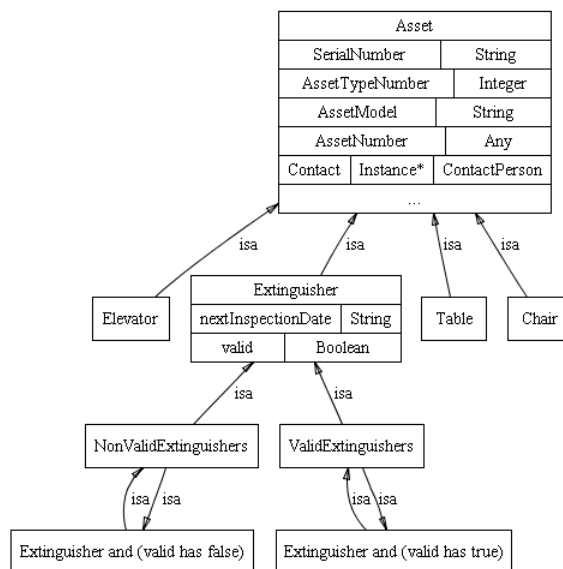 Asset
SerialNumber String
AssetTypeNumber Integer
AssetModel String
AssetNumber Any
Contact Instance* ContactPerson
...
isa isa isa isa
Elevator
Extinguisher
nextInspectionDate String
valid Boolean
Table
Chair
isa isa
NonValidExtinguishers
ValidExtinguishers
isa isa isa isa
Extinguisher and (valid has false)
Extinguisher and (valid has true)